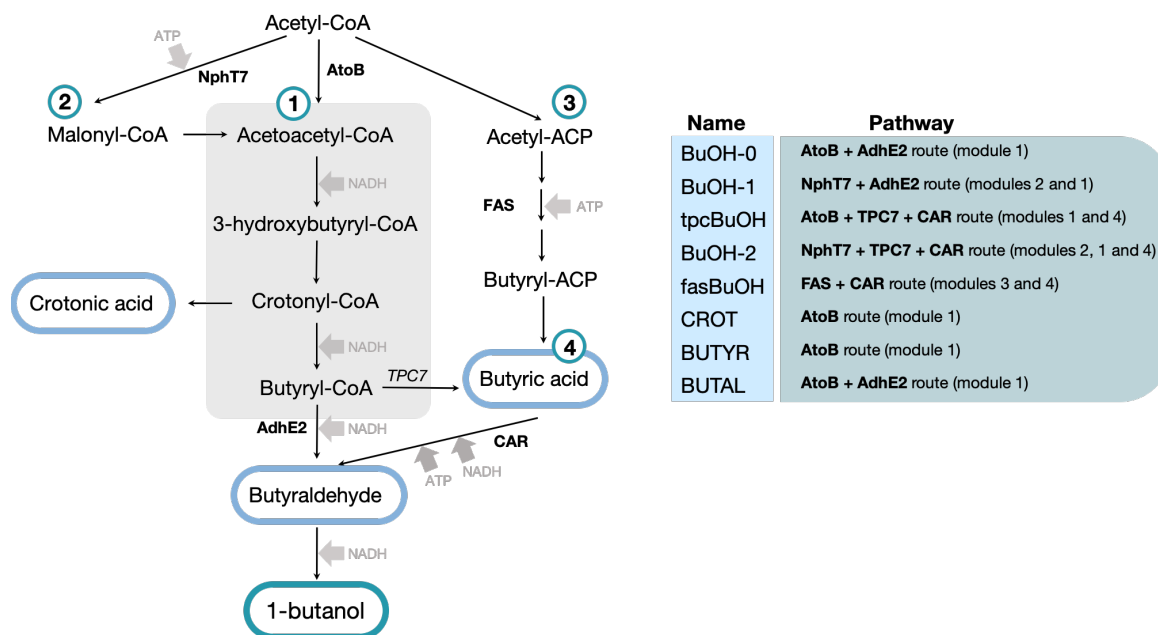 Acetyl-CoA
ATP
NphT7
AtoB
2
1
3
Malonyl-CoA
Acetoacetyl-CoA
Acetyl-ACP
NADH
FAS
ATP
3-hydroxybutyryl-CoA
Butyryl-ACP
Crotonic acid
Crotonyl-CoA
NADH
4
Butyryl-CoA
TPC7
Butyric acid
AdhE2
NADH
CAR
ATP
NADH
Butyraldehyde
NADH
1-butanol
Name Pathway
BuOH-0 AtoB + AdhE2 route (module 1)
BuOH-1 NphT7 + AdhE2 route (modules 2 and 1)
tpcBuOH AtoB + TPC7 + CAR route (modules 1 and 4)
BuOH-2 NphT7 + TPC7 + CAR route (modules 2, 1 and 4)
fasBuOH FAS + CAR route (modules 3 and 4)
CROT AtoB route (module 1)
BUTYR AtoB route (module 1)
BUTAL AtoB + AdhE2 route (module 1)